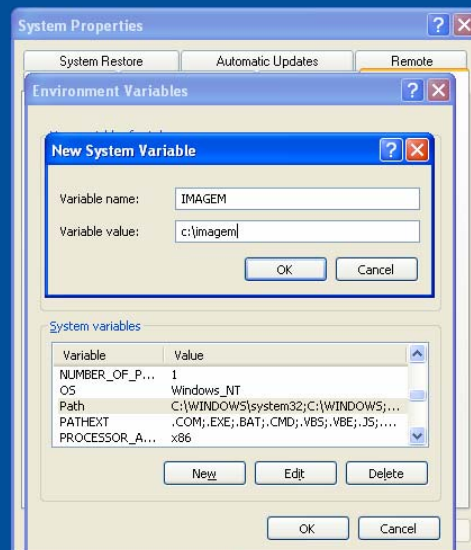 System Properties
System Restore
Automatic Updates
Remote
Environment Variables
New System Variable
Variable name:
IMAGEM
Variable value:
c:\imagem
OK
Cancel
System variables
Variable
Value
NUMBER_OF_P...
1
OS
Windows_NT
Path
C:\WINDOWS\system32;C:\WINDOWS;...
PATHEXT
.COM;.EXE;.BAT;.CMD;.VBS;.VBE;.JS;....
PROCESSOR_A...
x86
New
Edit
Delete
OK
Cancel